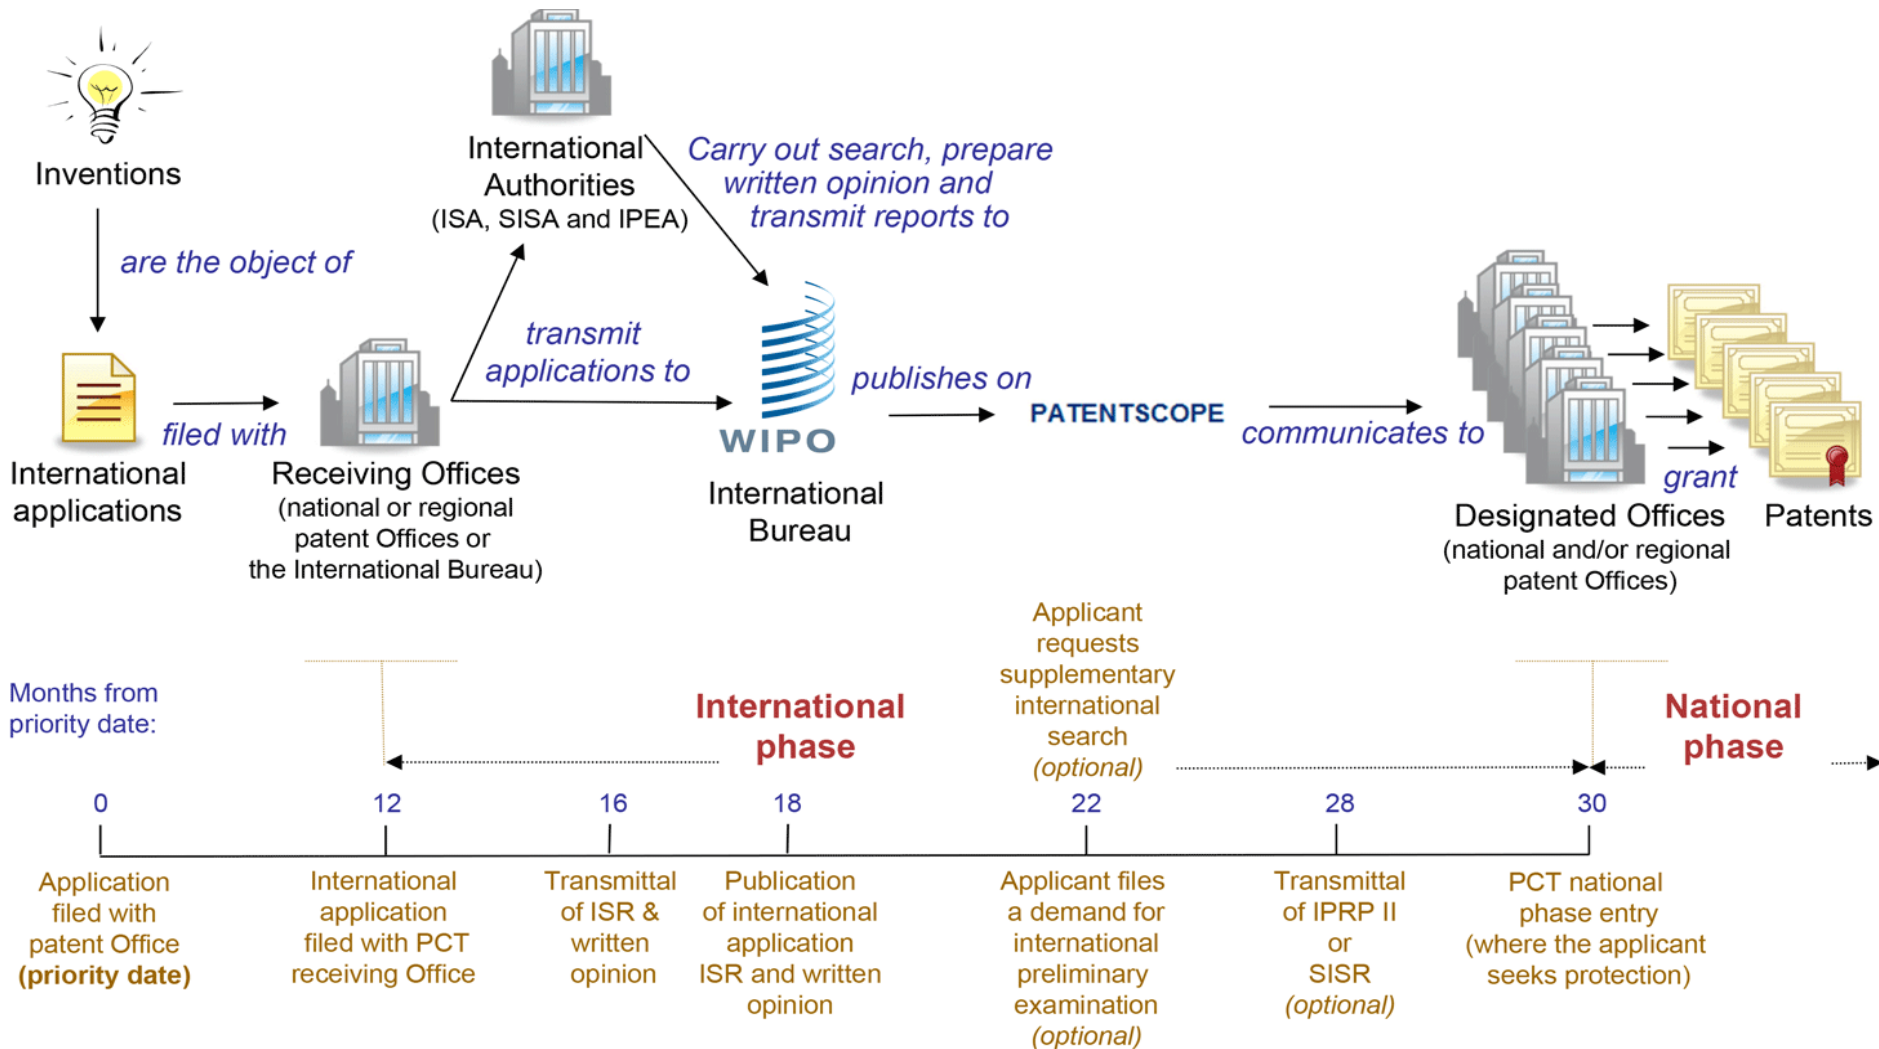 Inventions
are the object of
International
applications
filed with
Receiving Offices
(national or regional
patent Offices or
the International Bureau)
International
Authorities
(ISA, SISA and IPEA)
transmit
applications to
Carry out search, prepare
written opinion and
transmit reports to
WIPO
International
Bureau
publishes on
PATENTSCOPE
communicates to
Designated Offices
(national and/or regional
patent Offices)
grant
Patents
Months from
priority date:
International
phase
Applicant
requests
supplementary
international
search
(optional)
National
phase
0
12
16
18
22
28
30
Application
filed with
patent Office
(priority date)
International
application
filed with PCT
receiving Office
Transmittal
of ISR &
written
opinion
Publication
of international
application
ISR and written
opinion
Applicant files
a demand for
international
preliminary
examination
(optional)
Transmittal
of IPRP II
or
SISR
(optional)
PCT national
phase entry
(where the applicant
seeks protection)